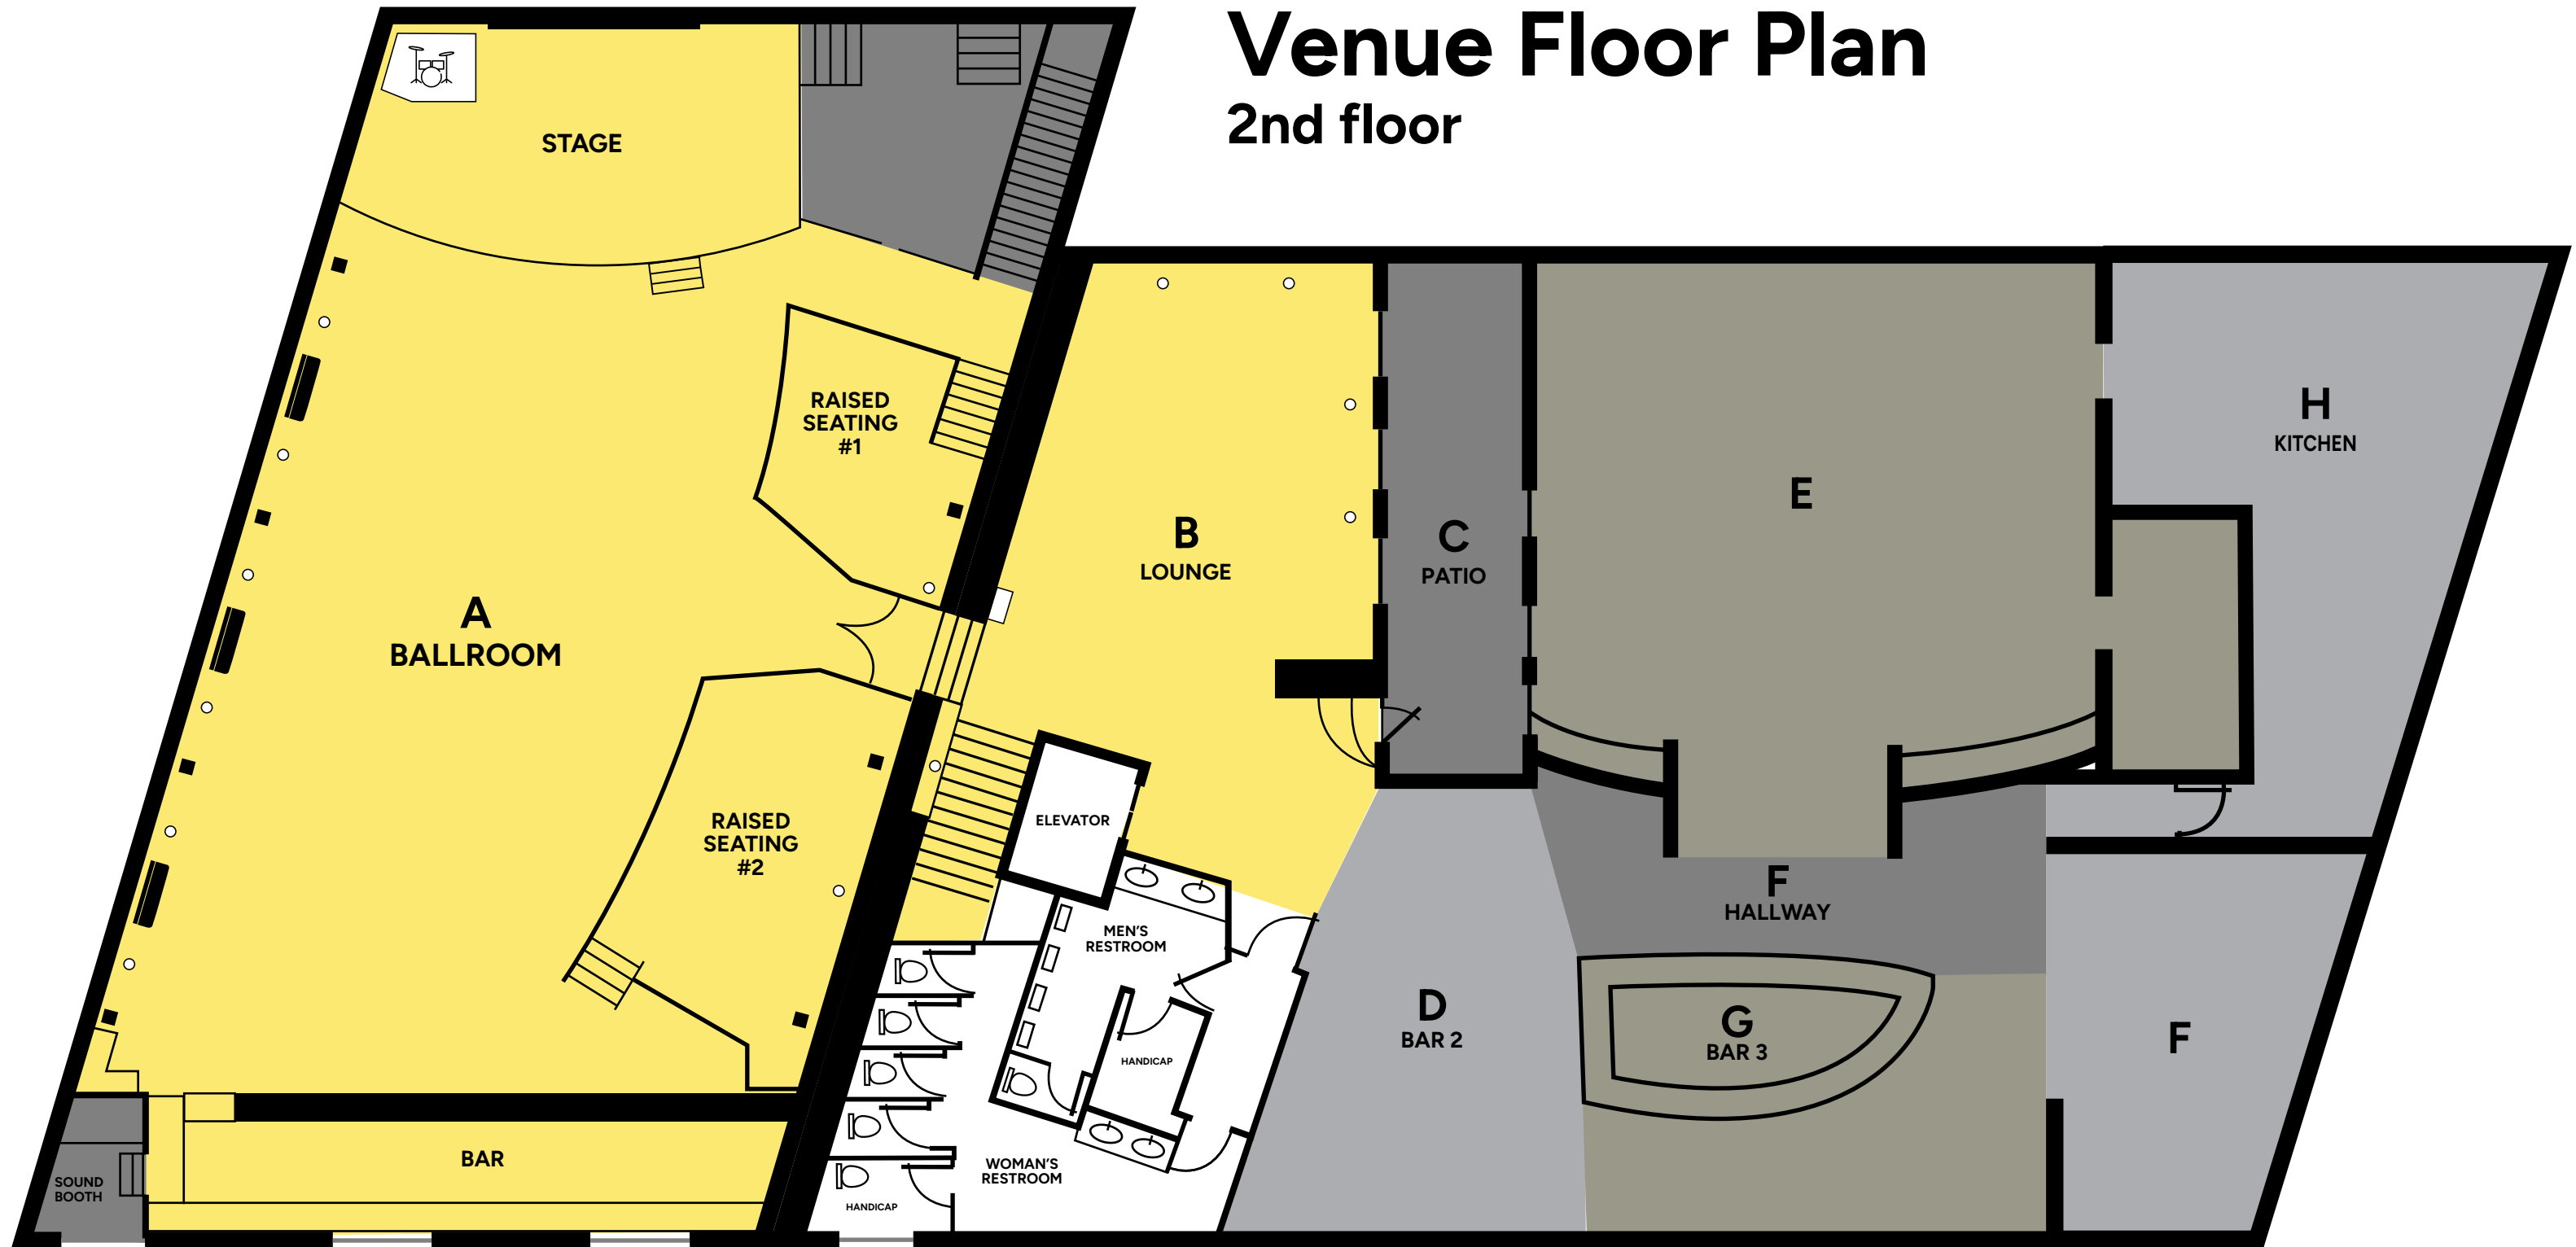 Venue Floor Plan
2nd floor
STAGE
RAISED
SEATING
#1
A
BALLROOM
RAISED
SEATING
#2
BAR
SOUND
BOOTH
B
LOUNGE
ELEVATOR
MEN'S
RESTROOM
HANDICAP
WOMAN'S
RESTROOM
HANDICAP
C
PATIO
D
BAR 2
E
F
HALLWAY
G
BAR 3
H
KITCHEN
F